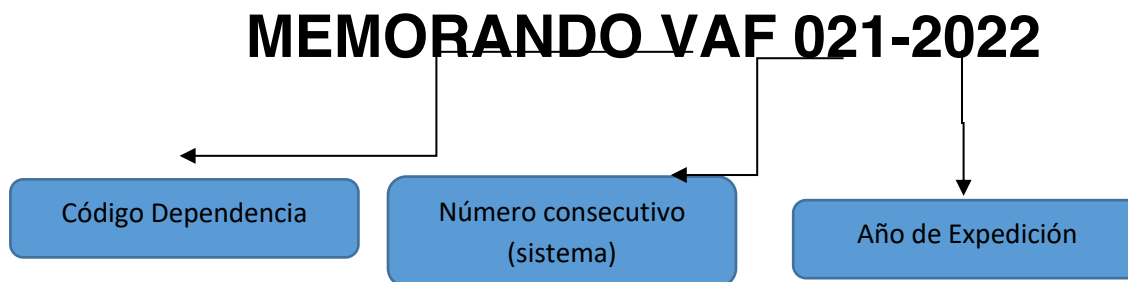 MEMORANDO VAF 021-2022
Código Dependencia
Número consecutivo
(sistema)
Año de Expedición